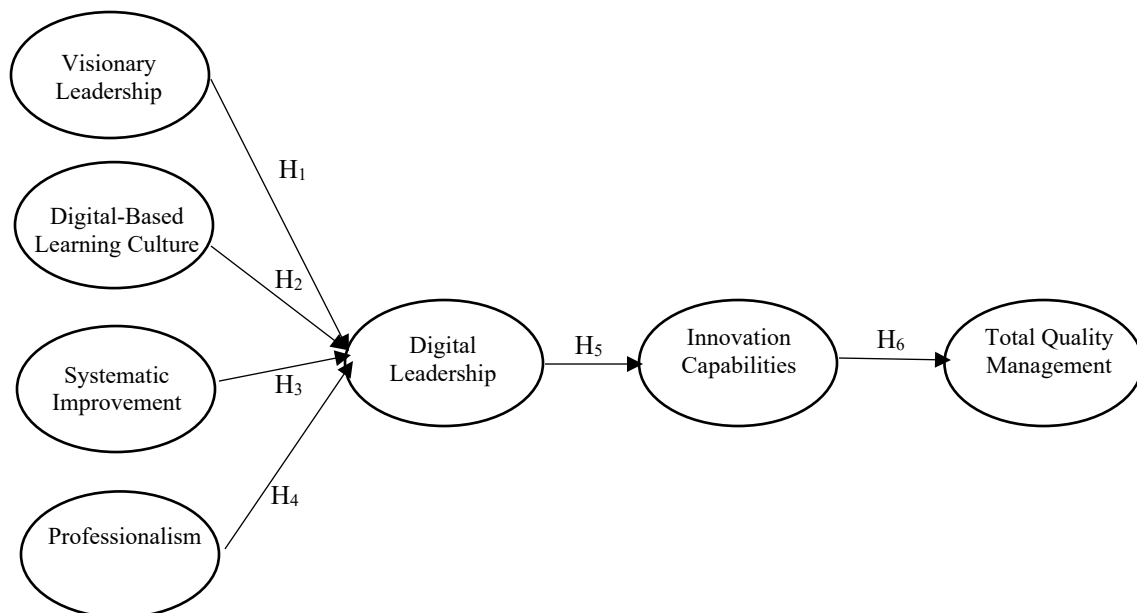 Visionary
Leadership
H₁
Digital-Based
Learning Culture
H₂
Systematic
Improvement
H₃
Professionalism
H₄
Digital
Leadership
H₅
Innovation
Capabilities
H₆
Total Quality
Management